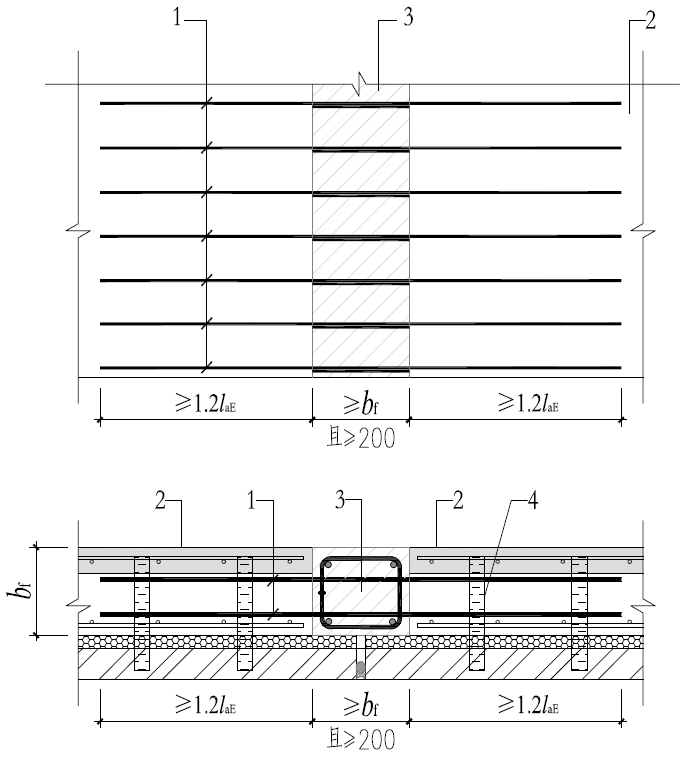 1 3 2
≥1.2laE ≥bf ≥1.2laE
且≥200
2 1 3 2 4
bf
≥1.2laE ≥bf ≥1.2laE
且≥200